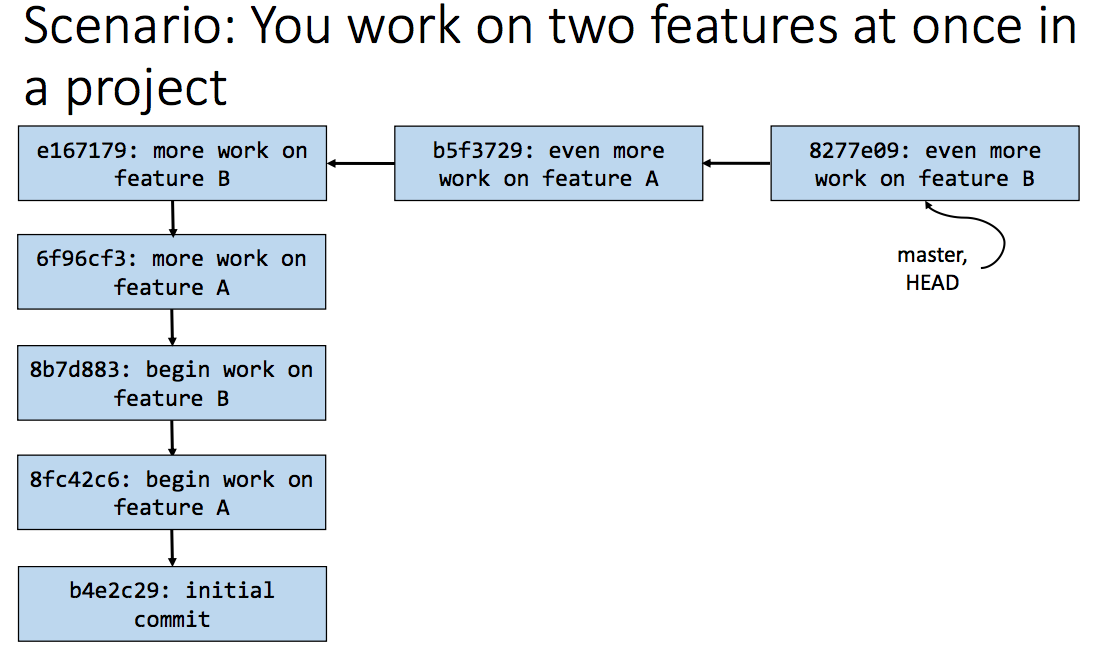 Scenario: You work on two features at once in
a project
e167179: more work on
feature B
b5f3729: even more
work on feature A
8277e09: even more
work on feature B
6f96cf3: more work on
feature A
master,
HEAD
8b7d883: begin work on
feature B
8fc42c6: begin work on
feature A
b4e2c29: initial
commit